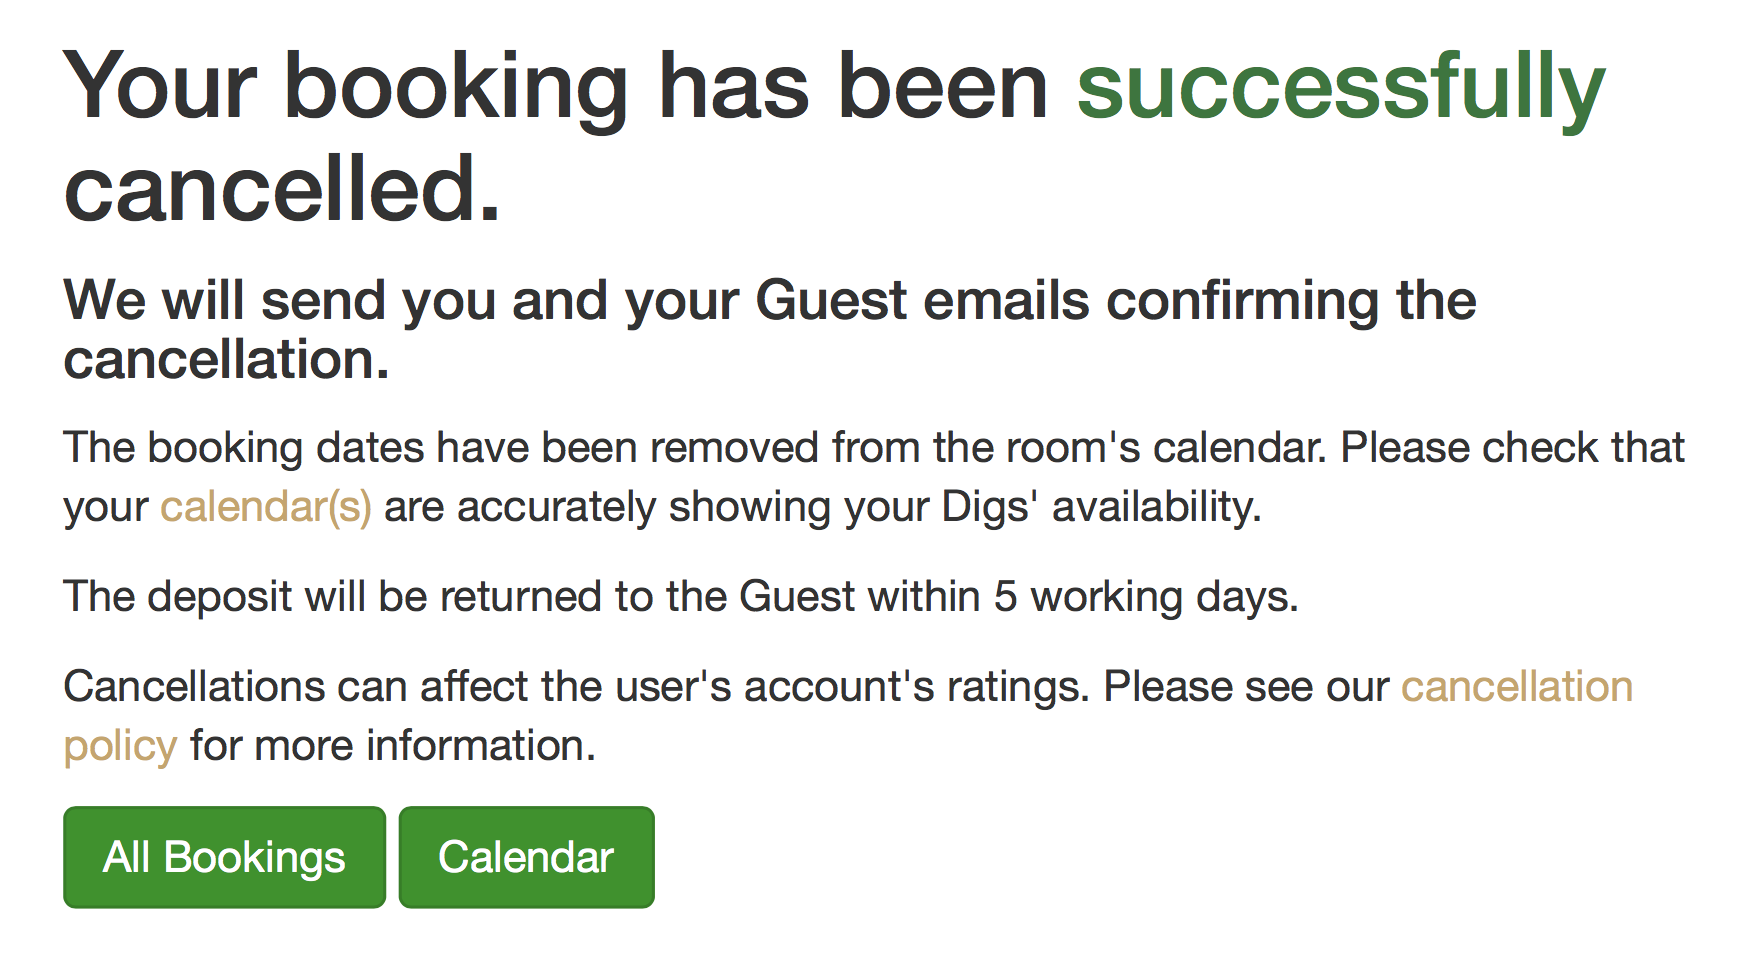 Your booking has been successfully
cancelled.
We will send you and your Guest emails confirming the
cancellation.
The booking dates have been removed from the room's calendar. Please check that
your calendar(s) are accurately showing your Digs' availability.
The deposit will be returned to the Guest within 5 working days.
Cancellations can affect the user's account's ratings. Please see our cancellation
policy for more information.
All Bookings Calendar